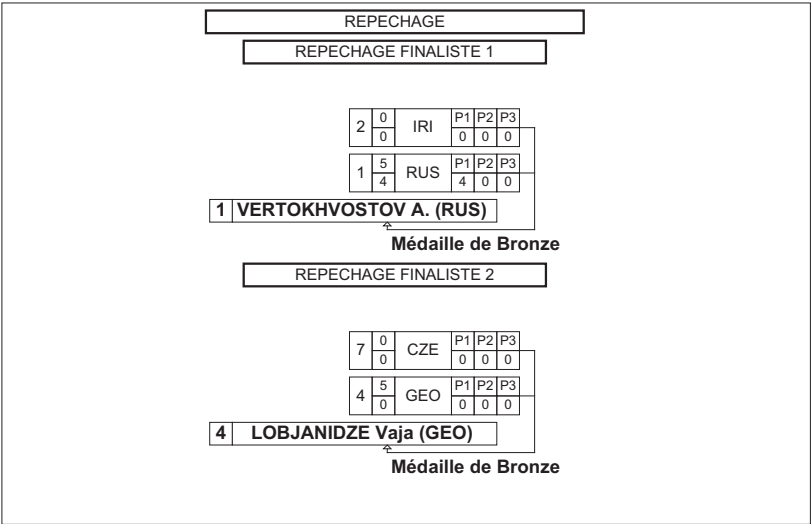 REPECHAGE
REPECHAGE FINALISTE 1
2 0 IRI P1 P2 P3
0 0 0 0
1 5 RUS P1 P2 P3
4 4 0 0
1 VERTOKHVOSTOV A. (RUS)
Médaille de Bronze
REPECHAGE FINALISTE 2
7 0 CZE P1 P2 P3
0 0 0 0
4 5 GEO P1 P2 P3
0 0 0 0
4 LOBJANIDZE Vaja (GEO)
Médaille de Bronze